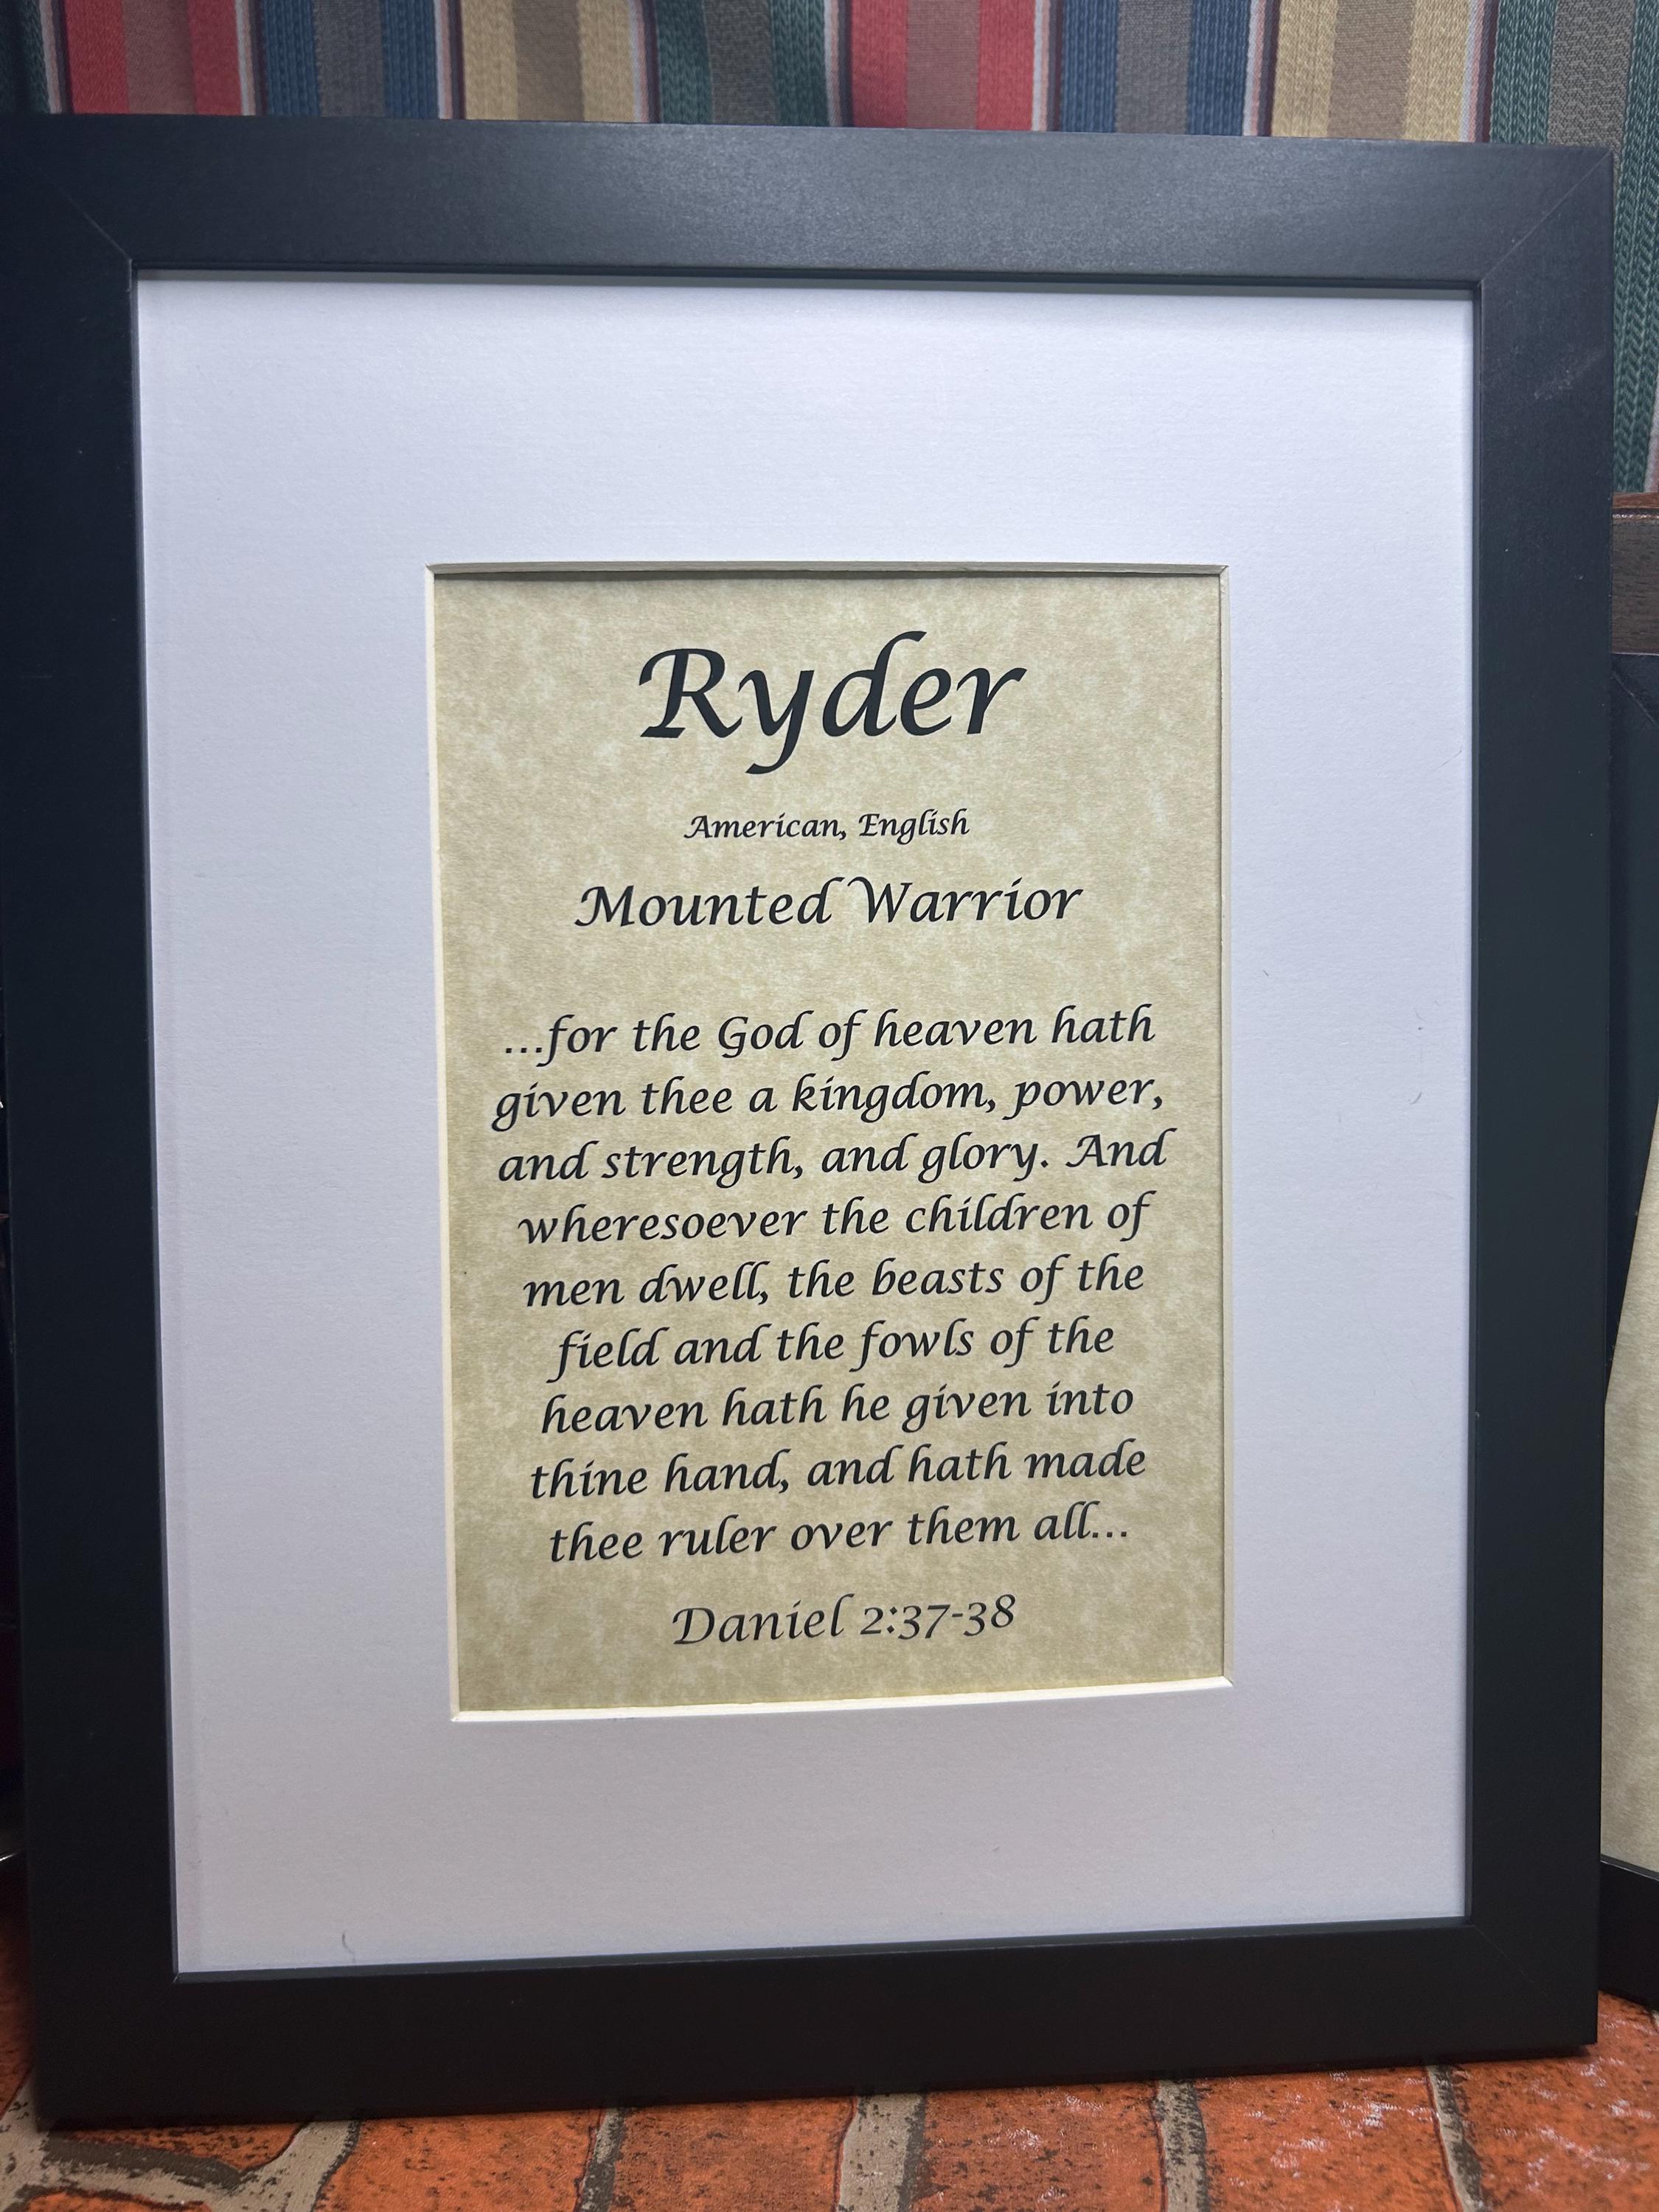 Ryder
American, English
Mounted Warrior
...for the God of heaven hath
given thee a kingdom, power,
and strength, and glory. And
wheresoever the children of
men dwell, the beasts of the
field and the fowls of the
heaven hath he given into
thine hand, and hath made
thee ruler over them all...
Daniel 2:37-38